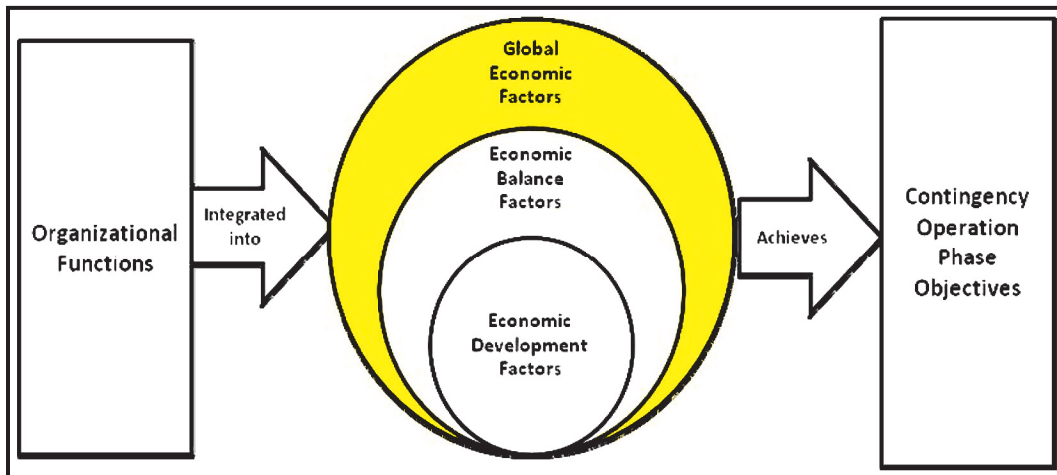 Organizational
Functions
Integrated
into
Global
Economic
Factors
Economic
Balance
Factors
Economic
Development
Factors
Achieves
Contingency
Operation
Phase
Objectives